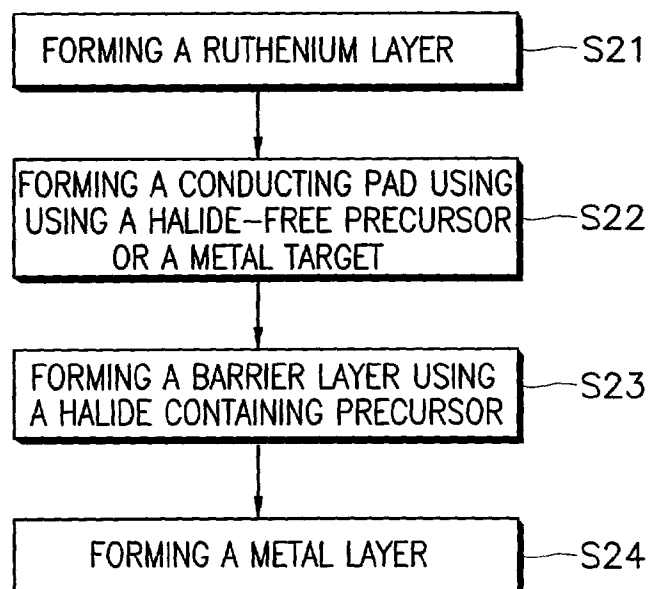 FORMING A RUTHENIUM LAYER S21
FORMING A CONDUCTING PAD USING
USING A HALIDE-FREE PRECURSOR S22
OR A METAL TARGET
FORMING A BARRIER LAYER USING S23
A HALIDE CONTAINING PRECURSOR
FORMING A METAL LAYER S24